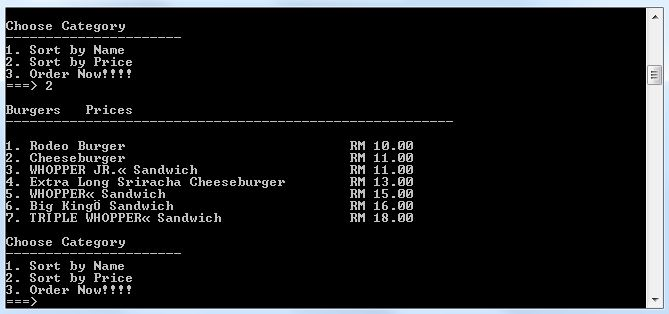 Choose Category
----------------------
1. Sort by Name
2. Sort by Price
3. Order Now!!!!
===> 2
Burgers   Prices
--------------------------------------------------------
1. Rodeo Burger                            RM 10.00
2. Cheeseburger                            RM 11.00
3. WHOPPER JR.« Sandwich                   RM 11.00
4. Extra Long Sriracha Cheeseburger        RM 13.00
5. WHOPPER« Sandwich                       RM 15.00
6. Big KingÖ Sandwich                      RM 16.00
7. TRIPLE WHOPPER« Sandwich                RM 18.00
Choose Category
----------------------
1. Sort by Name
2. Sort by Price
3. Order Now!!!!
===>